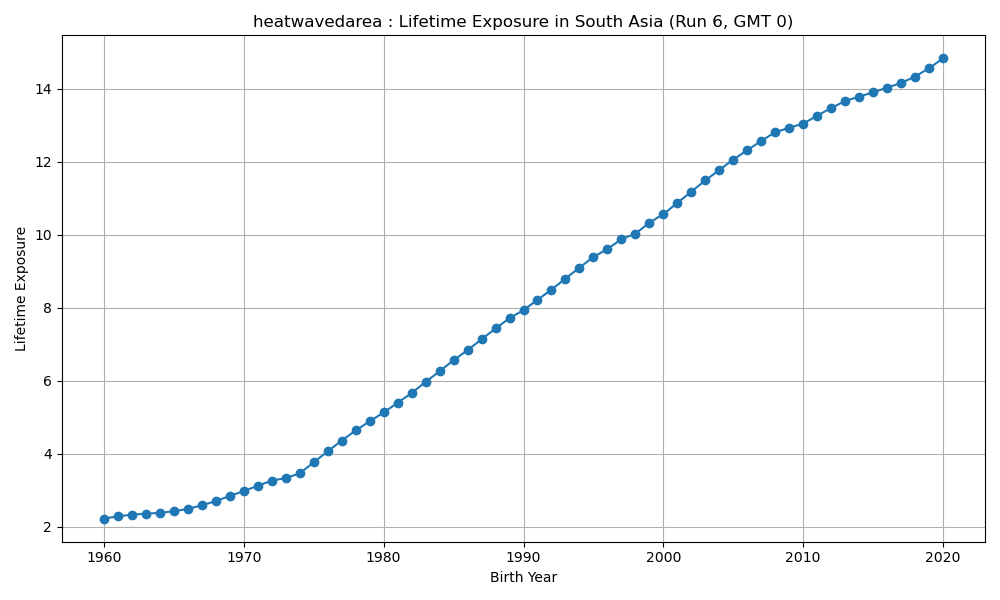 heatwavedarea : Lifetime Exposure in South Asia (Run 6, GMT 0)
Lifetime Exposure
14
12
10
8
6
4
2
1960 1970 1980 1990 2000 2010 2020
Birth Year